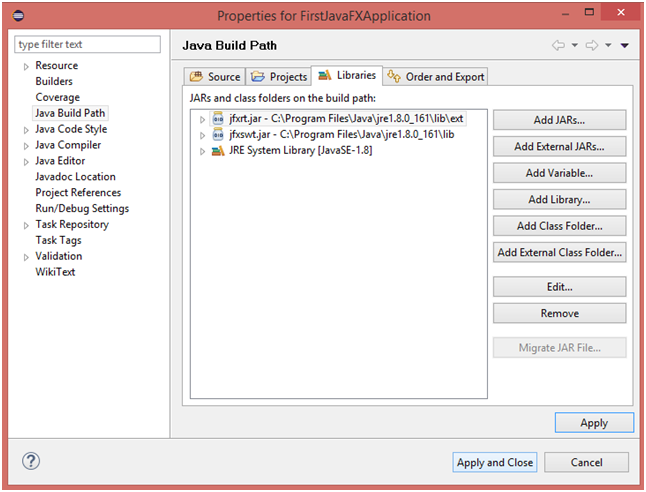 Properties for FirstJavaFXApplication
type filter text
Resource
Builders
Coverage
Java Build Path
Java Code Style
Java Compiler
Java Editor
Javadoc Location
Project References
Run/Debug Settings
Task Repository
Task Tags
Validation
WikiText
Java Build Path
Source
Projects
Libraries
Order and Export
JARs and class folders on the build path:
jfxrt.jar - C:\Program Files\Java\jre1.8.0_161\lib\ext
jfxswt.jar - C:\Program Files\Java\jre1.8.0_161\lib
JRE System Library [JavaSE-1.8]
Add JARs...
Add External JARs...
Add Variable...
Add Library...
Add Class Folder...
Add External Class Folder...
Edit...
Remove
Migrate JAR File...
Apply
Apply and Close
Cancel